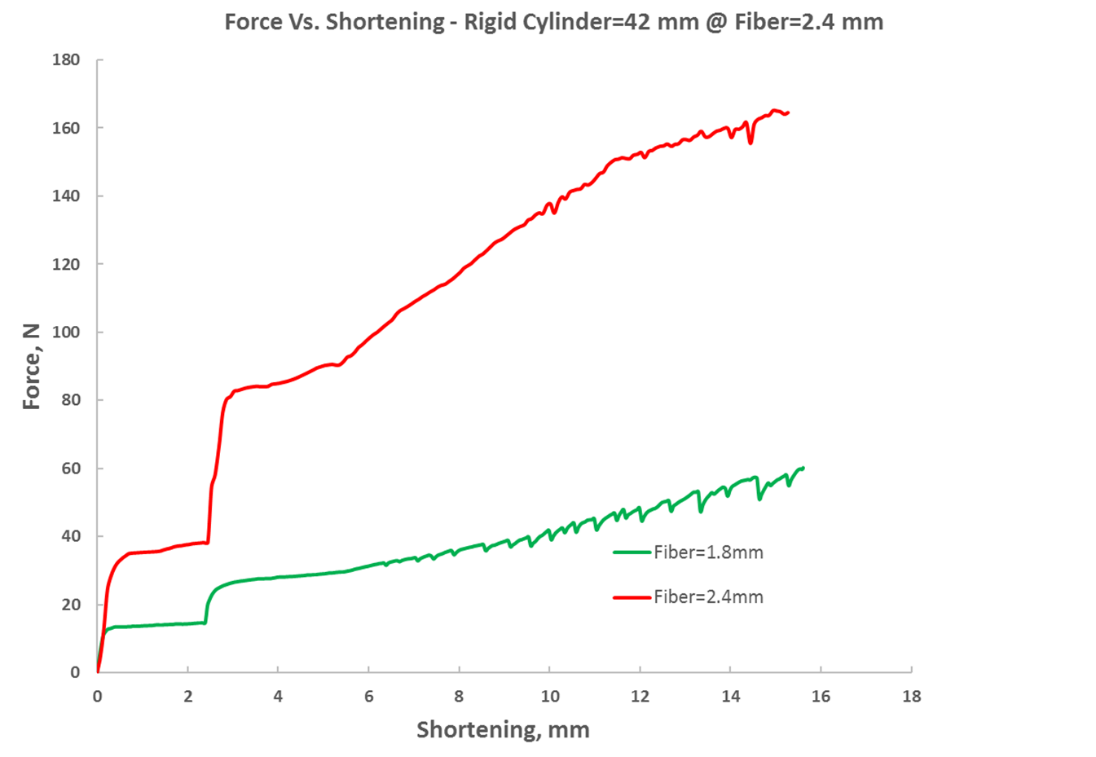 Force Vs. Shortening - Rigid Cylinder=42 mm @ Fiber=2.4 mm
180
160
140
120
100
80
60
40
20
0
Force, N
Fiber=1.8mm
Fiber=2.4mm
0 2 4 6 8 10 12 14 16 18
Shortening, mm